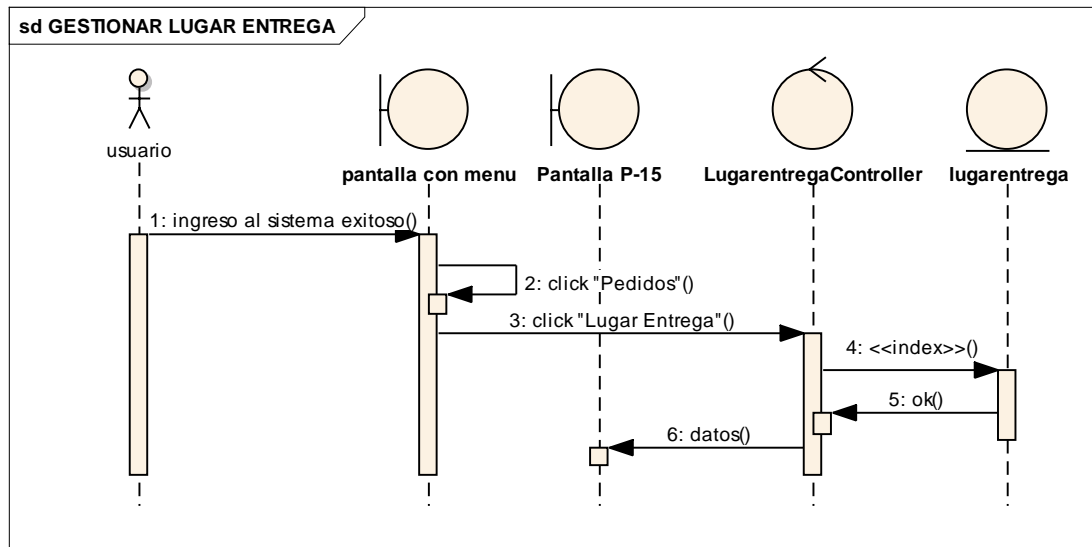 sd GESTIONAR LUGAR ENTREGA
usuario
pantalla con menu
Pantalla P-15
LugarentregaController
lugarentrega
1: ingreso al sistema exitoso()
2: click "Pedidos"()
3: click "Lugar Entrega"()
4: <<index>>()
5: ok()
6: datos()